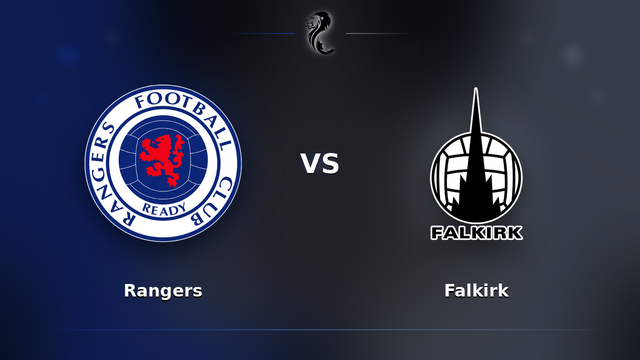 RANGERS FOOTBALL CLUB
READY
VS
FALKIRK
Rangers
Falkirk